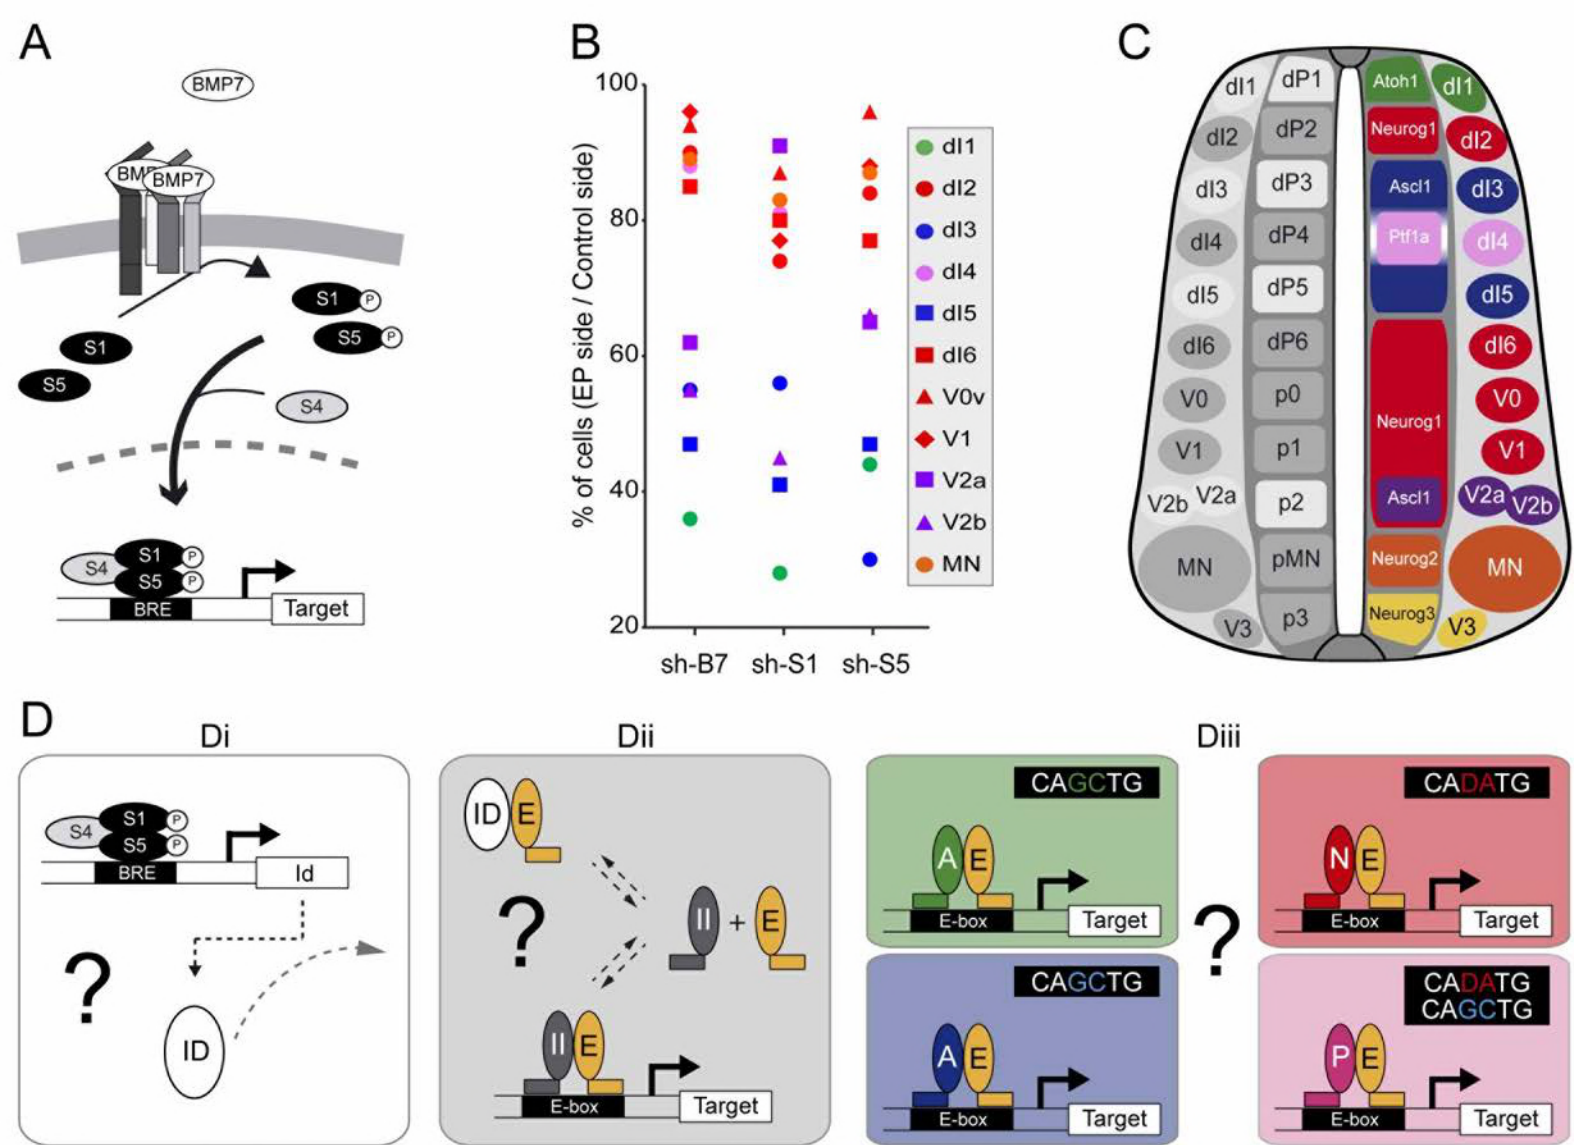 A
BMP7
BMP7
S1
S5
S1 P
S5 P
S4
S4 S1 P
S5 P
BRE
Target
B
% of cells (EP side / Control side)
100
80
60
40
20
sh-B7
sh-S1
sh-S5
dI1
dI2
dI3
dI4
dI5
dI6
V0v
V1
V2a
V2b
MN
C
dI1 dP1 Atoh1 dI1
dI2 dP2 Neurog1 dI2
dI3 dP3 Ascl1 dI3
dI4 dP4 Ptf1a dI4
dI5 dP5 dI5
dI6 dP6 dI6
V0 p0 Neurog1 V0
V1 p1 V1
V2b V2a p2 Ascl1 V2a V2b
MN pMN Neurog2 MN
V3 p3 Neurog3 V3
D
Di
S4 S1 P
S5 P
BRE
Id
?
ID
Dii
ID E
?
II + E
II E
E-box
Target
Diii
CAGCTG
A E
E-box
Target
CADATG
N E
E-box
Target
?
CAGCTG
A E
E-box
Target
CADATG
CAGCTG
P E
E-box
Target